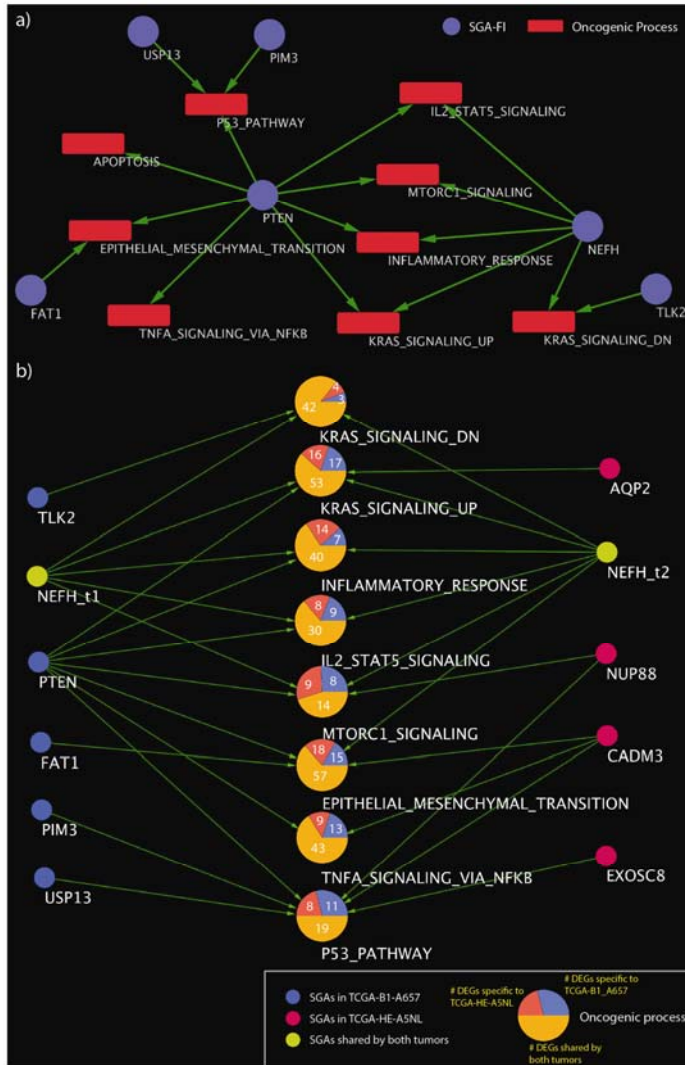 a)
SGA-FI
Oncogenic Process
USP13
PIM3
P53_PATHWAY
IL2_STAT5_SIGNALING
APOPTOSIS
MTORC1_SIGNALING
PTEN
NEFH
EPITHELIAL_MESENCHYMAL_TRANSITION
INFLAMMATORY_RESPONSE
FAT1
TNFA_SIGNALING_VIA_NFKB
KRAS_SIGNALING_UP
KRAS_SIGNALING_DN
TLK2
b)
4
3
42
KRAS_SIGNALING_DN
16
17
53
KRAS_SIGNALING_UP
TLK2
AQP2
14
7
40
INFLAMMATORY_RESPONSE
NEFH_t1
NEFH_t2
8
9
30
IL2_STAT5_SIGNALING
PTEN
NUP88
9
8
14
MTORC1_SIGNALING
FAT1
CADM3
18
15
57
EPITHELIAL_MESENCHYMAL_TRANSITION
PIM3
9
13
43
TNFA_SIGNALING_VIA_NFKB
USP13
EXOSC8
8
11
19
P53_PATHWAY
SGAs in TCGA-B1-A657
SGAs in TCGA-HE-A5NL
SGAs shared by both tumors
# DEGs specific to
TCGA-HE-A5NL
# DEGs specific to
TCGA-B1_A657
Oncogenic process
# DEGs shared by
both tumors